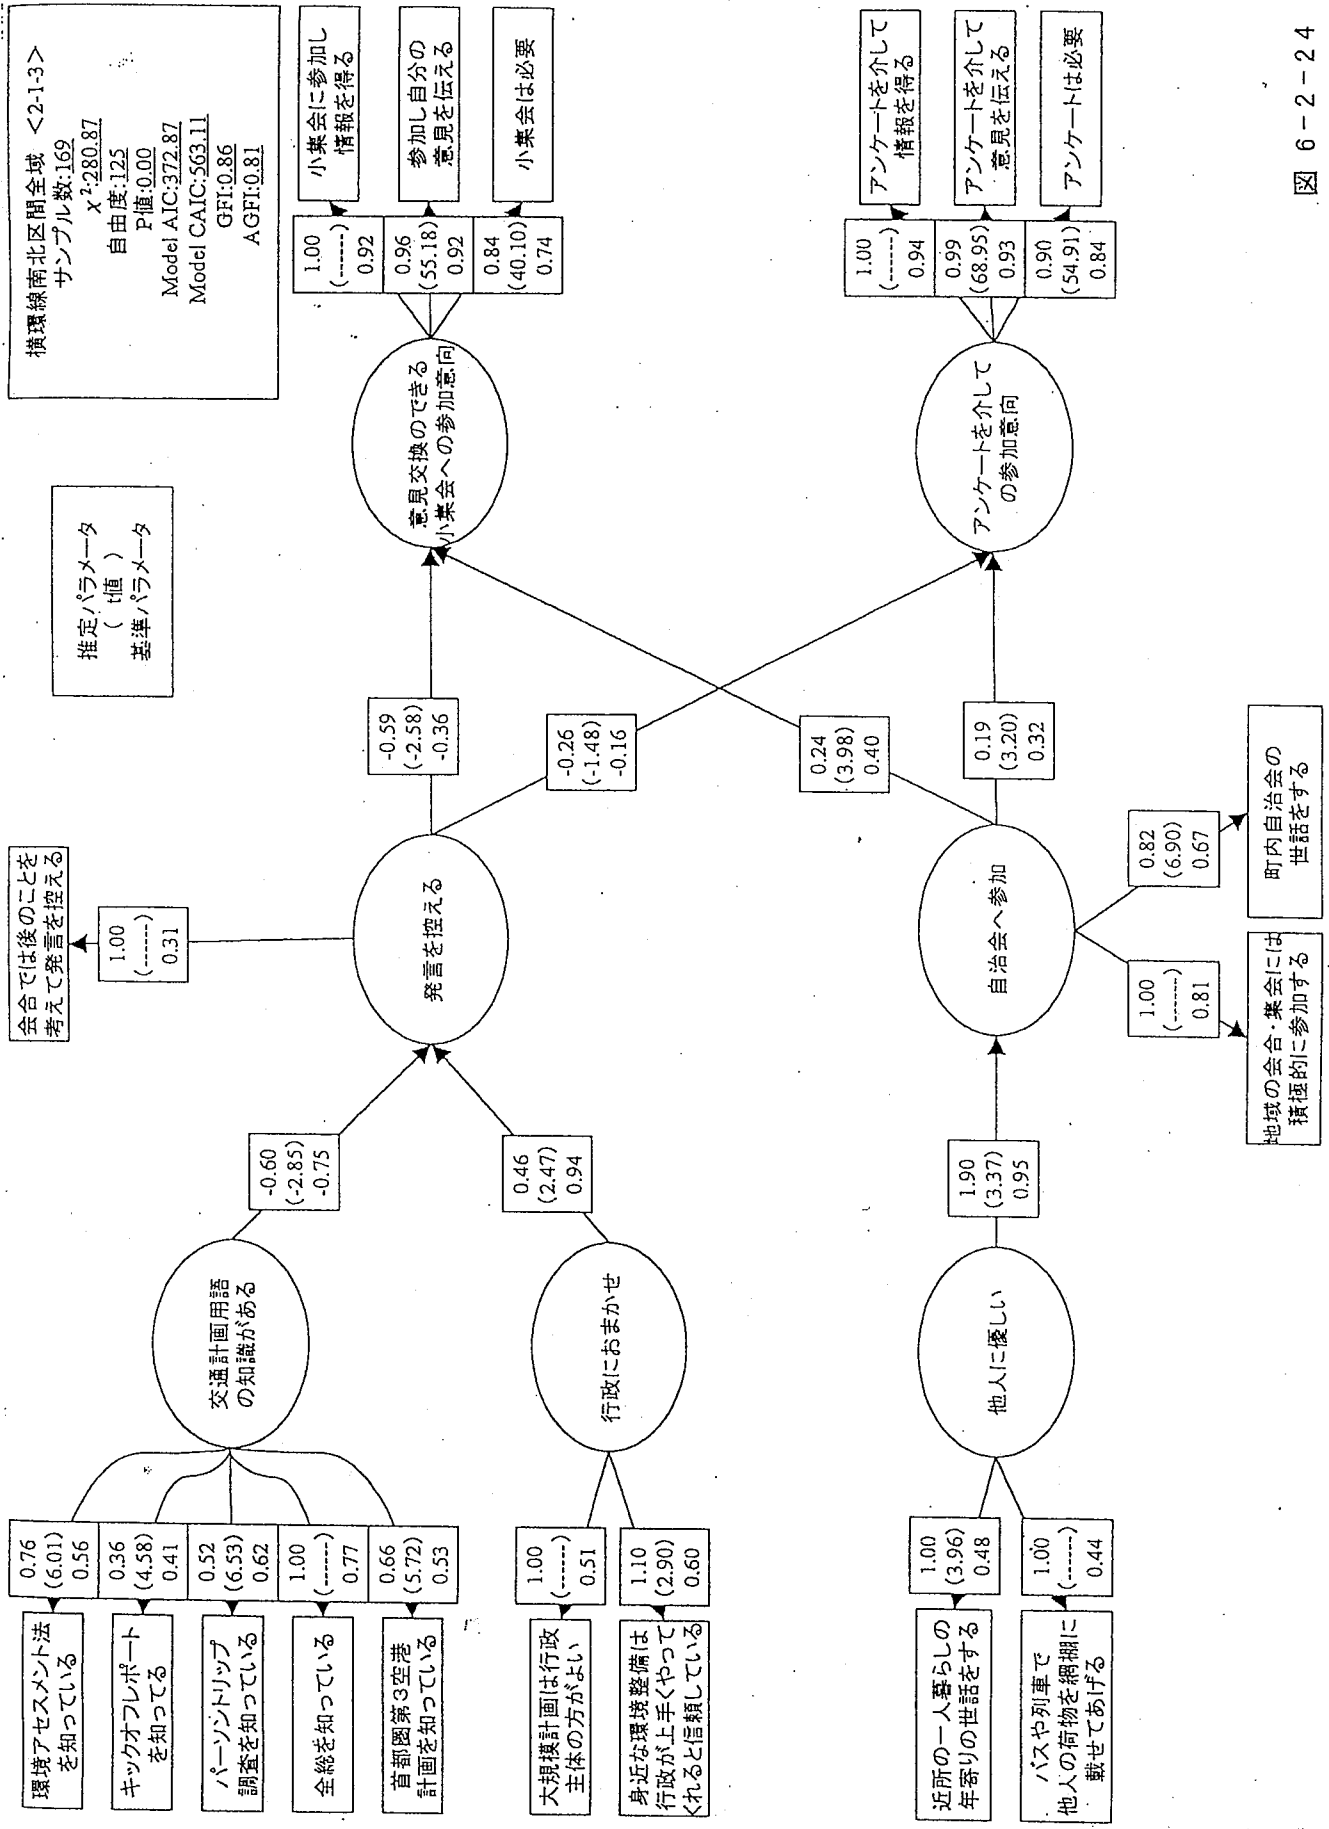 横環線南北区間全域 <2-1-3>
サンプル数:169
χ²:280.87
自由度:125
P値:0.00
Model AIC:372.87
Model CAIC:563.11
GFI:0.86
AGFI:0.81
推定パラメータ
( t値 )
基準パラメータ
環境アセスメント法
を知っている
0.76
(6.01)
0.56
キックオフレポート
を知ってる
0.36
(4.58)
0.41
パーソントリップ
調査を知っている
0.52
(6.53)
0.62
全総を知っている
1.00
(------)
0.77
首都圏第3空港
計画を知っている
0.66
(5.72)
0.53
交通計画用語
の知識がある
-0.60
(-2.85)
-0.75
大規模計画は行政
主体の方がよい
1.00
(------)
0.51
身近な環境整備は
行政が上手くやって
くれると信頼している
1.10
(2.90)
0.60
行政におまかせ
0.46
(2.47)
0.94
会合では後のことを
考えて発言を控える
1.00
(------)
0.31
発言を控える
-0.59
(-2.58)
-0.36
-0.26
(-1.48)
-0.16
近所の一人暮らしの
年寄りの世話をする
1.00
(3.96)
0.48
バスや列車で
他人の荷物を網棚に
載せてあげる
1.00
(------)
0.44
他人に優しい
1.90
(3.37)
0.95
自治会へ参加
0.24
(3.98)
0.40
0.19
(3.20)
0.32
1.00
(------)
0.81
地域の会合・集会には
積極的に参加する
0.82
(6.90)
0.67
町内自治会の
世話をする
意見交換のできる
小集会への参加意向
1.00
(------)
0.92
小集会に参加し
情報を得る
0.96
(55.18)
0.92
参加し自分の
意見を伝える
0.84
(40.10)
0.74
小集会は必要
アンケートを介して
の参加意向
1.00
(------)
0.94
アンケートを介して
情報を得る
0.99
(68.95)
0.93
アンケートを介して
意見を伝える
0.90
(54.91)
0.84
アンケートは必要
図 6-2-24